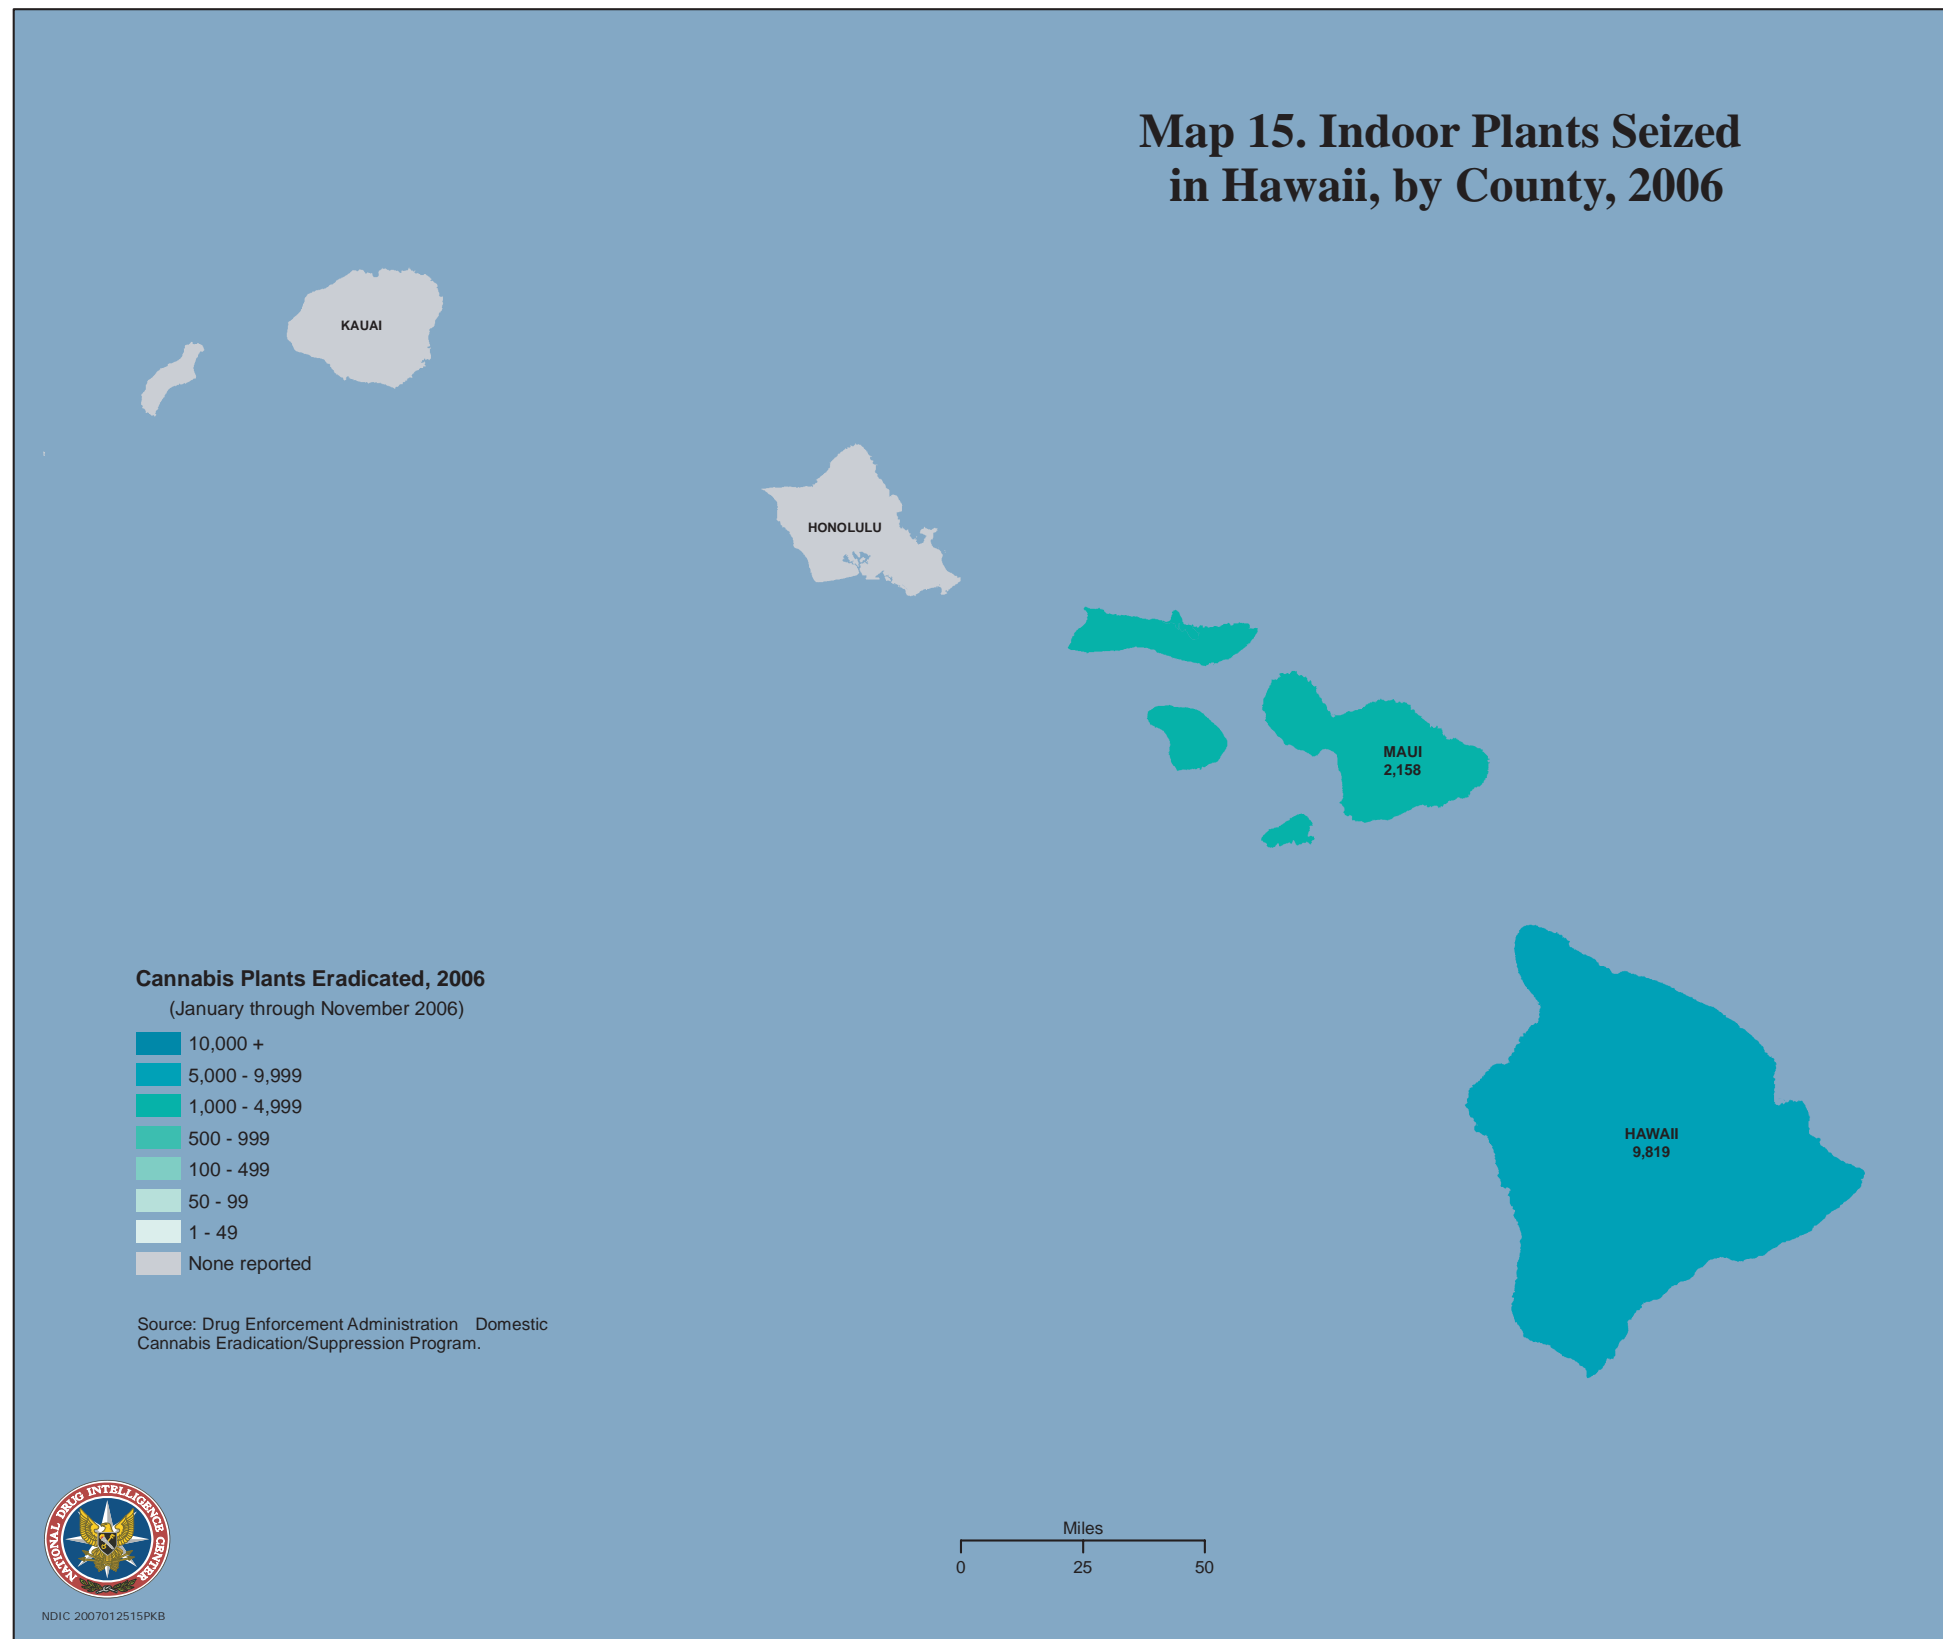 Map 15. Indoor Plants Seized
in Hawaii, by County, 2006
KAUAI
HONOLULU
MAUI
2,158
HAWAII
9,819
Cannabis Plants Eradicated, 2006
(January through November 2006)
10,000 +
5,000 - 9,999
1,000 - 4,999
500 - 999
100 - 499
50 - 99
1 - 49
None reported
Source: Drug Enforcement Administration Domestic
Cannabis Eradication/Suppression Program.
NATIONAL DRUG INTELLIGENCE CENTER
NDIC 2007012515PKB
Miles
0 25 50